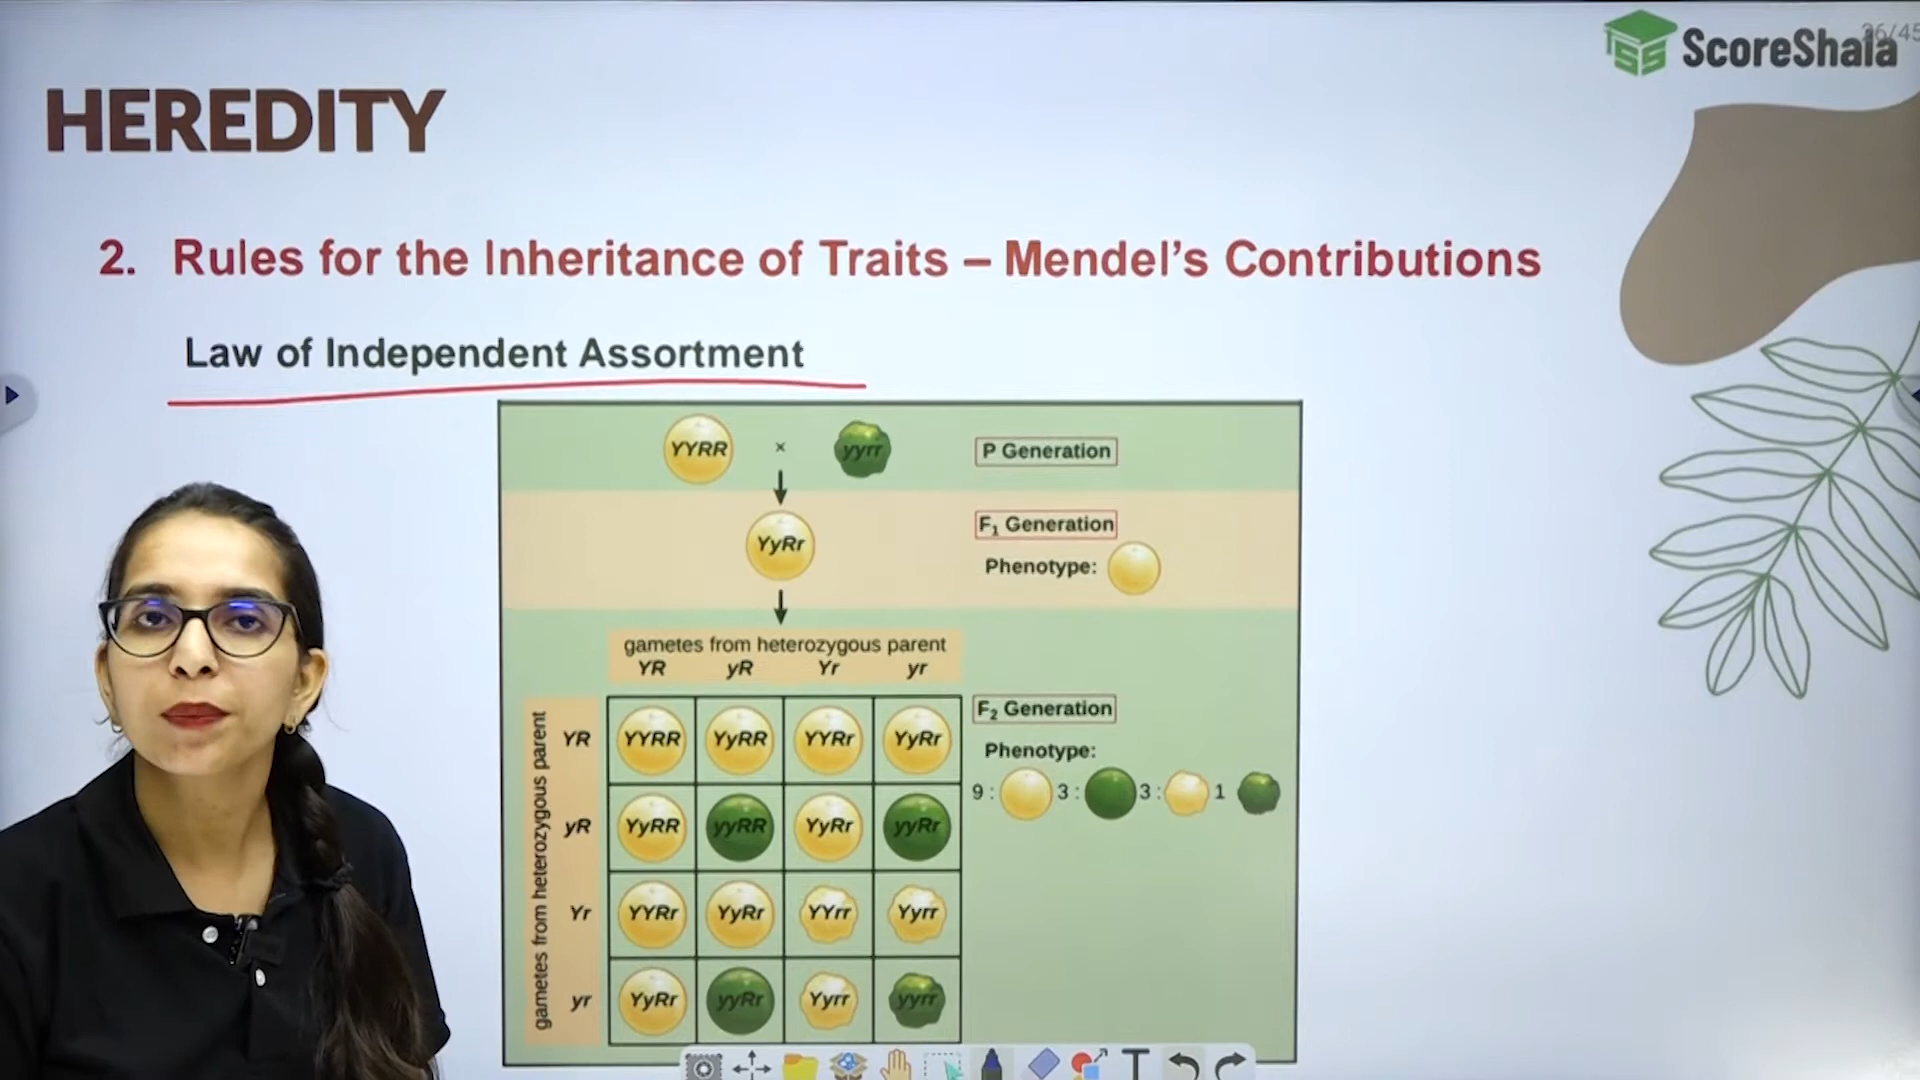 26/45
ScoreShala
HEREDITY
2. Rules for the Inheritance of Traits – Mendel's Contributions
Law of Independent Assortment
YYRR × yyrr P Generation
F₁ Generation
YyRr
Phenotype:
gametes from heterozygous parent
YR yR Yr yr
gametes from heterozygous parent
F₂ Generation
Phenotype:
9 : 3 : 3 : 1
YR YYRR YyRR YYRr YyRr
yR YyRR yyRR YyRr yyRr
Yr YYRr YyRr YYrr Yyrr
yr YyRr yyRr Yyrr yyrr
T